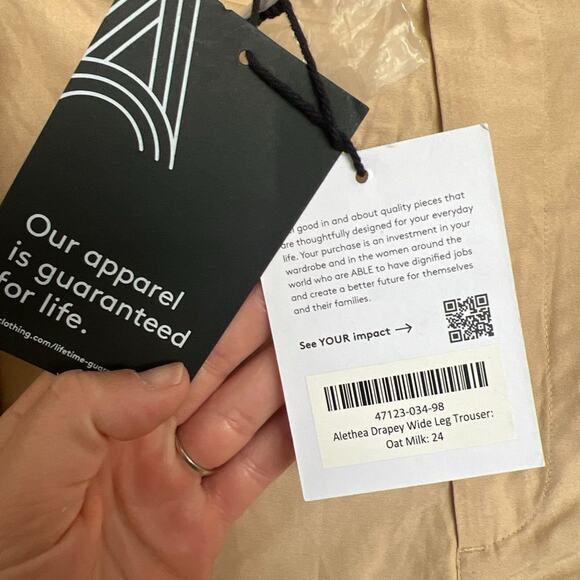 Our apparel
is guaranteed
for life.
clothing.com/lifetime-guar
good in and about quality pieces that
are thoughtfully designed for your everyday
life. Your purchase is an investment in your
wardrobe and in the women around the
world who are ABLE to have dignified jobs
and create a better future for themselves
and their families.
See YOUR impact →
47123-034-98
Alethea Drapey Wide Leg Trouser:
Oat Milk: 24